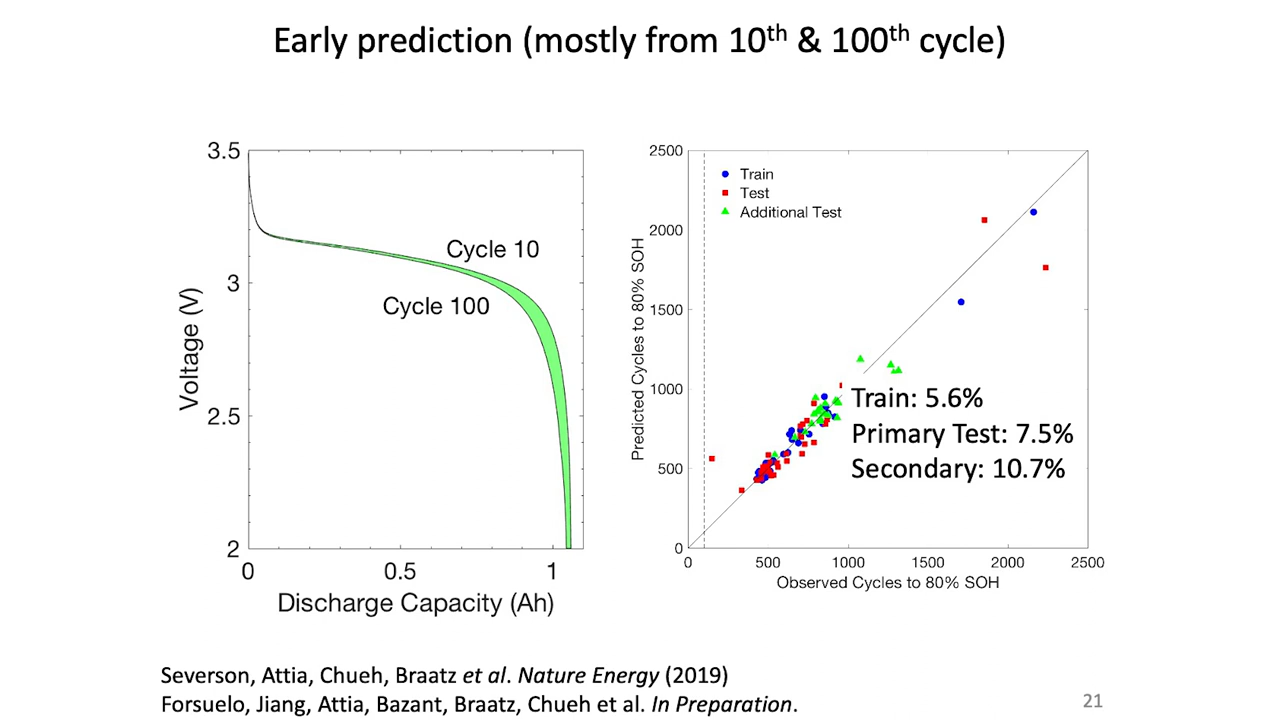 Early prediction (mostly from 10th & 100th cycle)
3.5
3
2.5
2
Voltage (V)
Cycle 10
Cycle 100
0
0.5
1
Discharge Capacity (Ah)
2500
2000
1500
1000
500
0
Predicted Cycles to 80% SOH
Train
Test
Additional Test
Train: 5.6%
Primary Test: 7.5%
Secondary: 10.7%
0
500
1000
1500
2000
2500
Observed Cycles to 80% SOH
Severson, Attia, Chueh, Braatz et al. Nature Energy (2019)
Forsuelo, Jiang, Attia, Bazant, Braatz, Chueh et al. In Preparation.
21